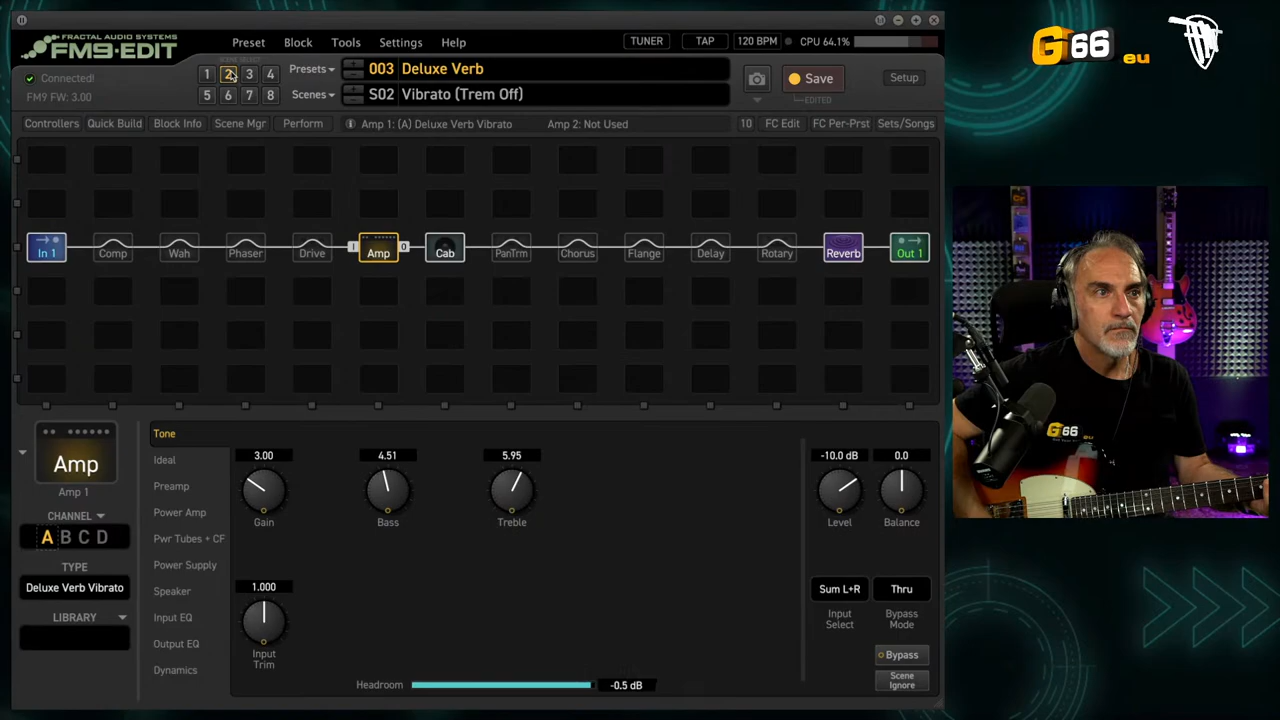 FRACTAL AUDIO SYSTEMS
FM9-EDIT
Preset Block Tools Settings Help
TUNER TAP 120 BPM CPU 64.1%
Connected!
FM9 FW: 3.00
SCENE SELECT
1 2 3 4
5 6 7 8
Presets 003 Deluxe Verb
Scenes S02 Vibrato (Trem Off)
Save
EDITED
Setup
Controllers Quick Build Block Info Scene Mgr Perform Amp 1: (A) Deluxe Verb Vibrato Amp 2: Not Used 10 FC Edit FC Per-Prst Sets/Songs
In 1 Comp Wah Phaser Drive I Amp O Cab PanTrm Chorus Flange Delay Rotary Reverb Out 1
Amp
Amp 1
CHANNEL
A B C D
TYPE
Deluxe Verb Vibrato
LIBRARY
Tone
Ideal
Preamp
Power Amp
Pwr Tubes + CF
Power Supply
Speaker
Input EQ
Output EQ
Dynamics
3.00 4.51 5.95 -10.0 dB 0.0
Gain Bass Treble Level Balance
1.000
Input
Trim
Sum L+R Thru
Input
Select
Bypass
Mode
Bypass
Scene
Ignore
Headroom -0.5 dB
G 66
eu
G 66
eu